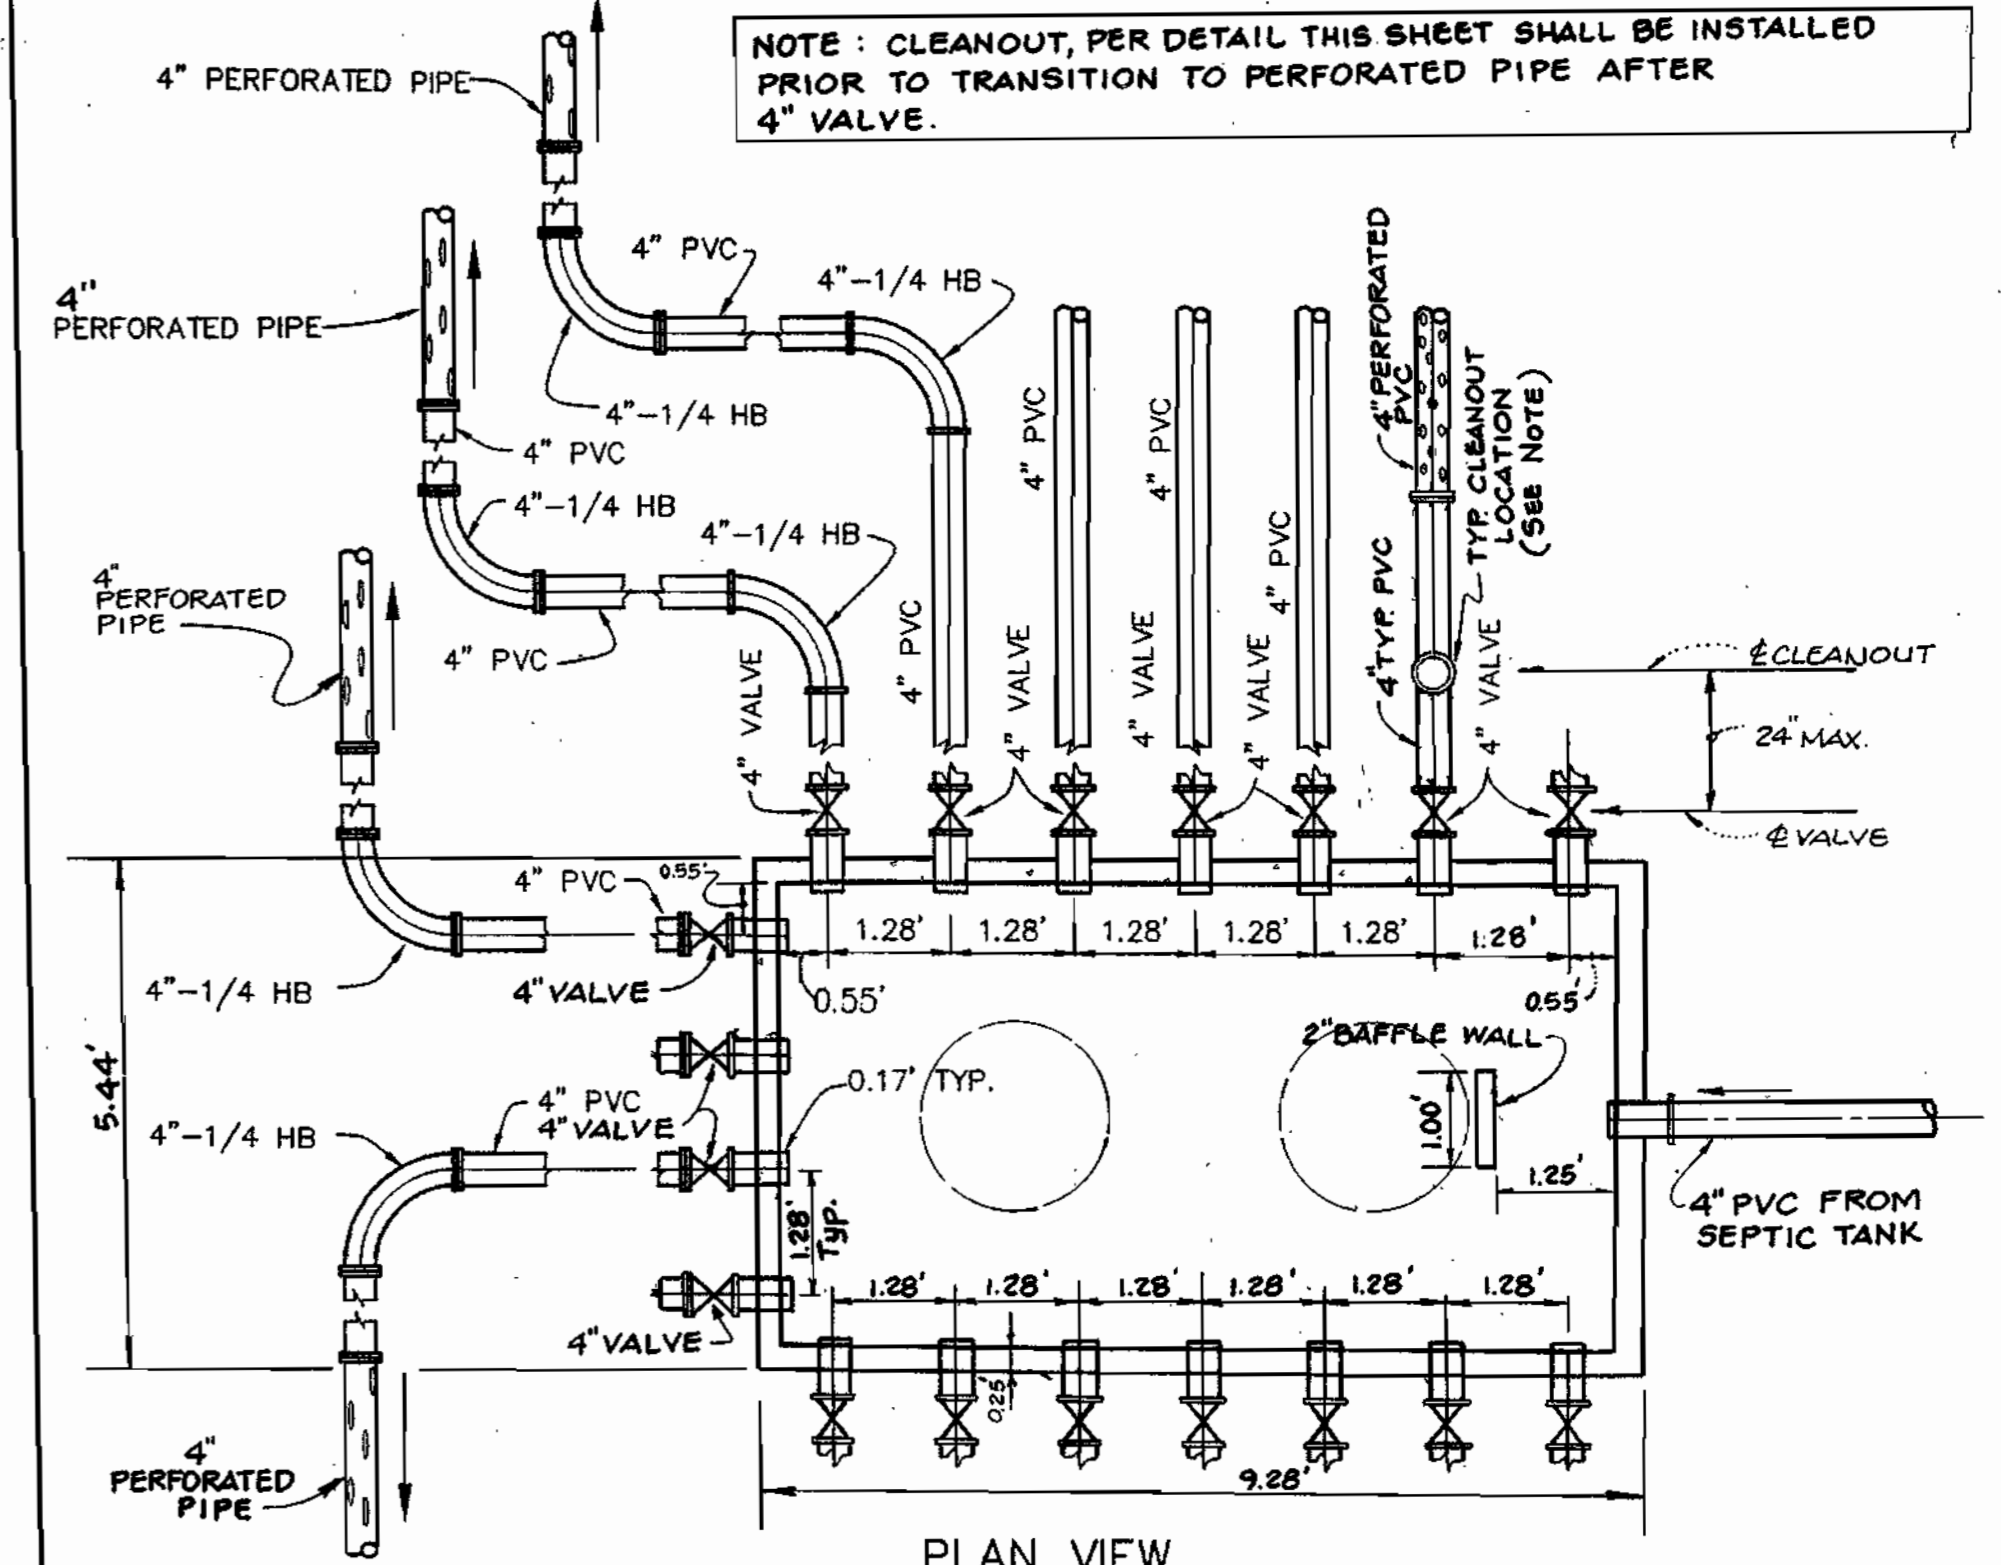 NOTE : CLEANOUT, PER DETAIL THIS SHEET SHALL BE INSTALLED
PRIOR TO TRANSITION TO PERFORATED PIPE AFTER
4" VALVE.
4" PERFORATED PIPE
4" PVC
4"-1/4 HB
4"
PERFORATED PIPE
4"-1/4 HB
4" PVC
4"-1/4 HB
4"-1/4 HB
4"
PERFORATED
PIPE
4" PVC
4" VALVE
4" PVC
4" VALVE
4" PVC
4" VALVE
4" PVC
4" VALVE
4" PVC
4" PERFORATED
PVC
4" TYP. PVC
TYP. CLEANOUT
LOCATION
(SEE NOTE)
4" VALVE
℄ CLEANOUT
24" MAX.
℄ VALVE
4" PVC
0.55'
1.28'
1.28'
1.28'
1.28'
1.28'
1.28'
4"-1/4 HB
4" VALVE
0.55'
0.55'
2" BAFFLE WALL
5.44'
0.17' TYP.
4" PVC
4" VALVE
4"-1/4 HB
1.00'
1.25'
4" PVC FROM
SEPTIC TANK
1.28'
TYP.
1.28'
1.28'
1.28'
1.28'
1.28'
1.28'
4" VALVE
0.25'
4"
PERFORATED
PIPE
9.28'
PLAN VIEW